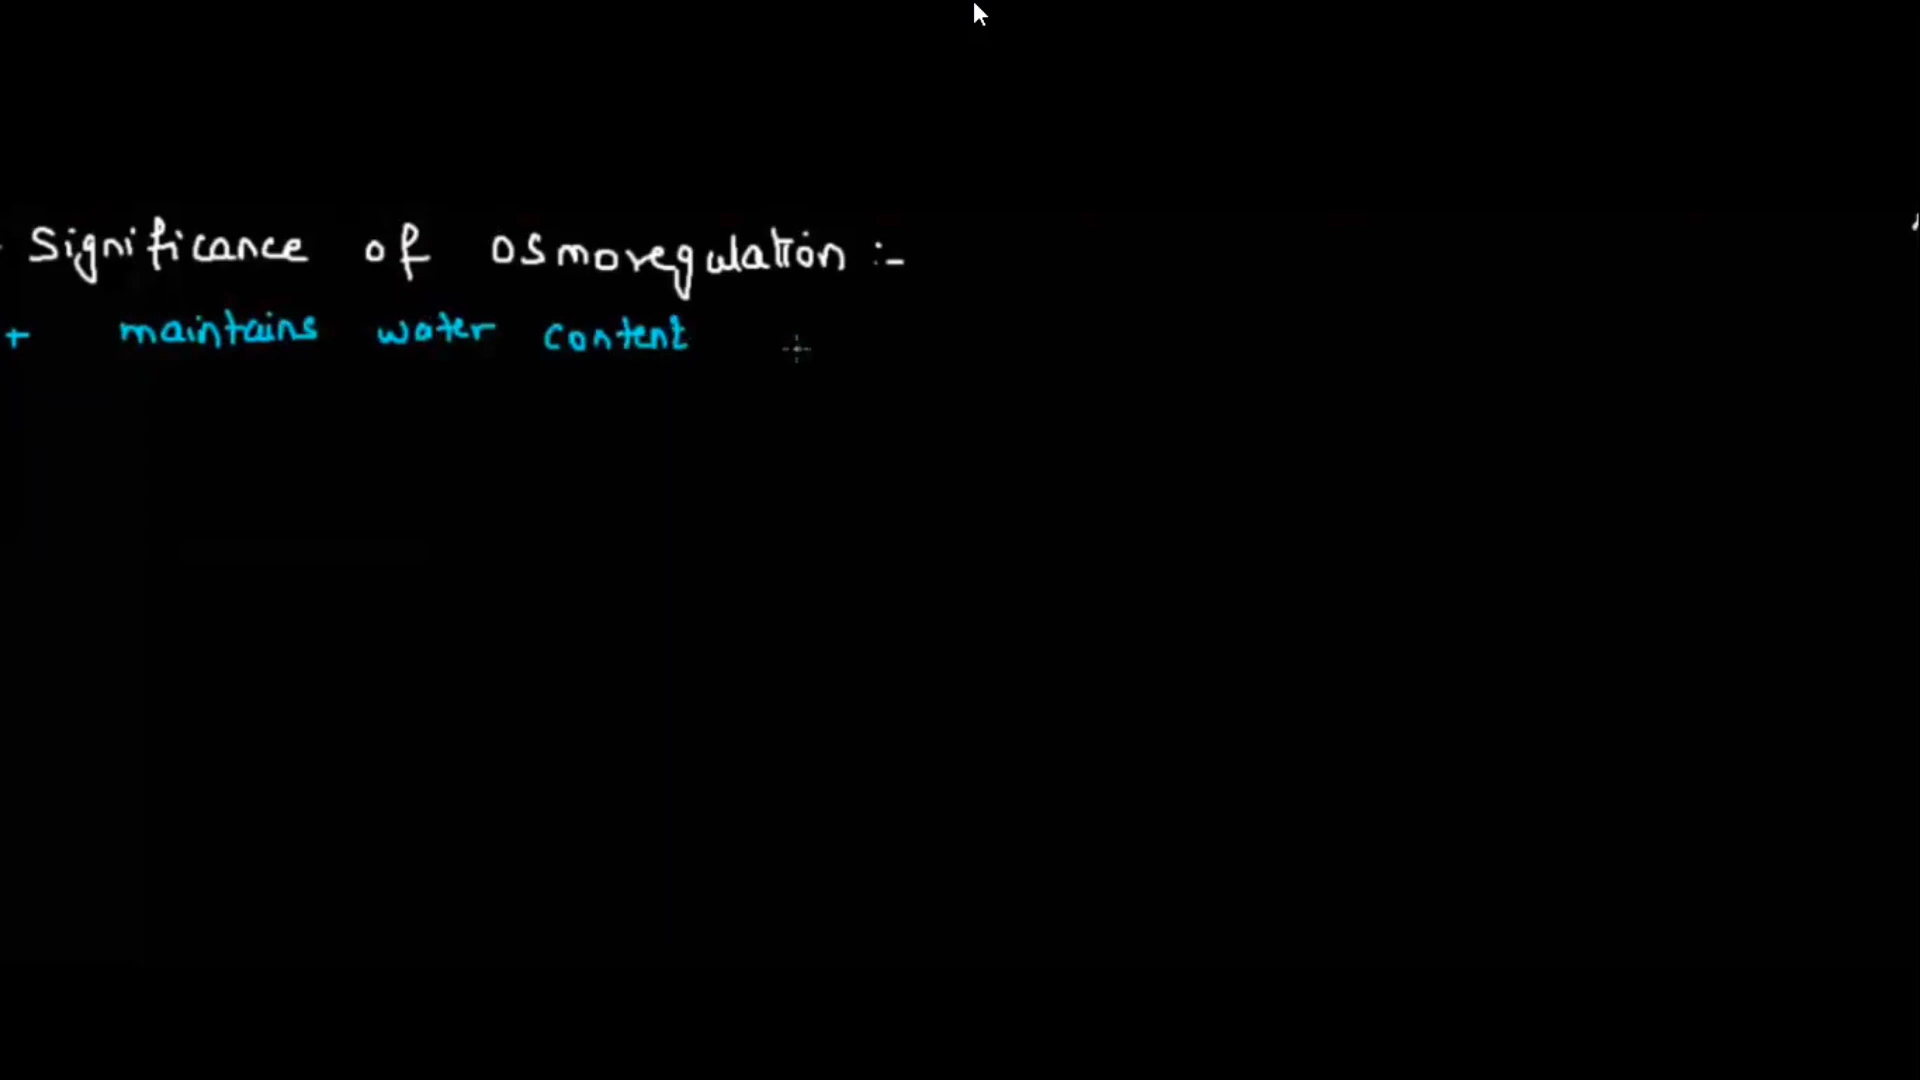 Significance of osmoregulation :-
+ maintains water content